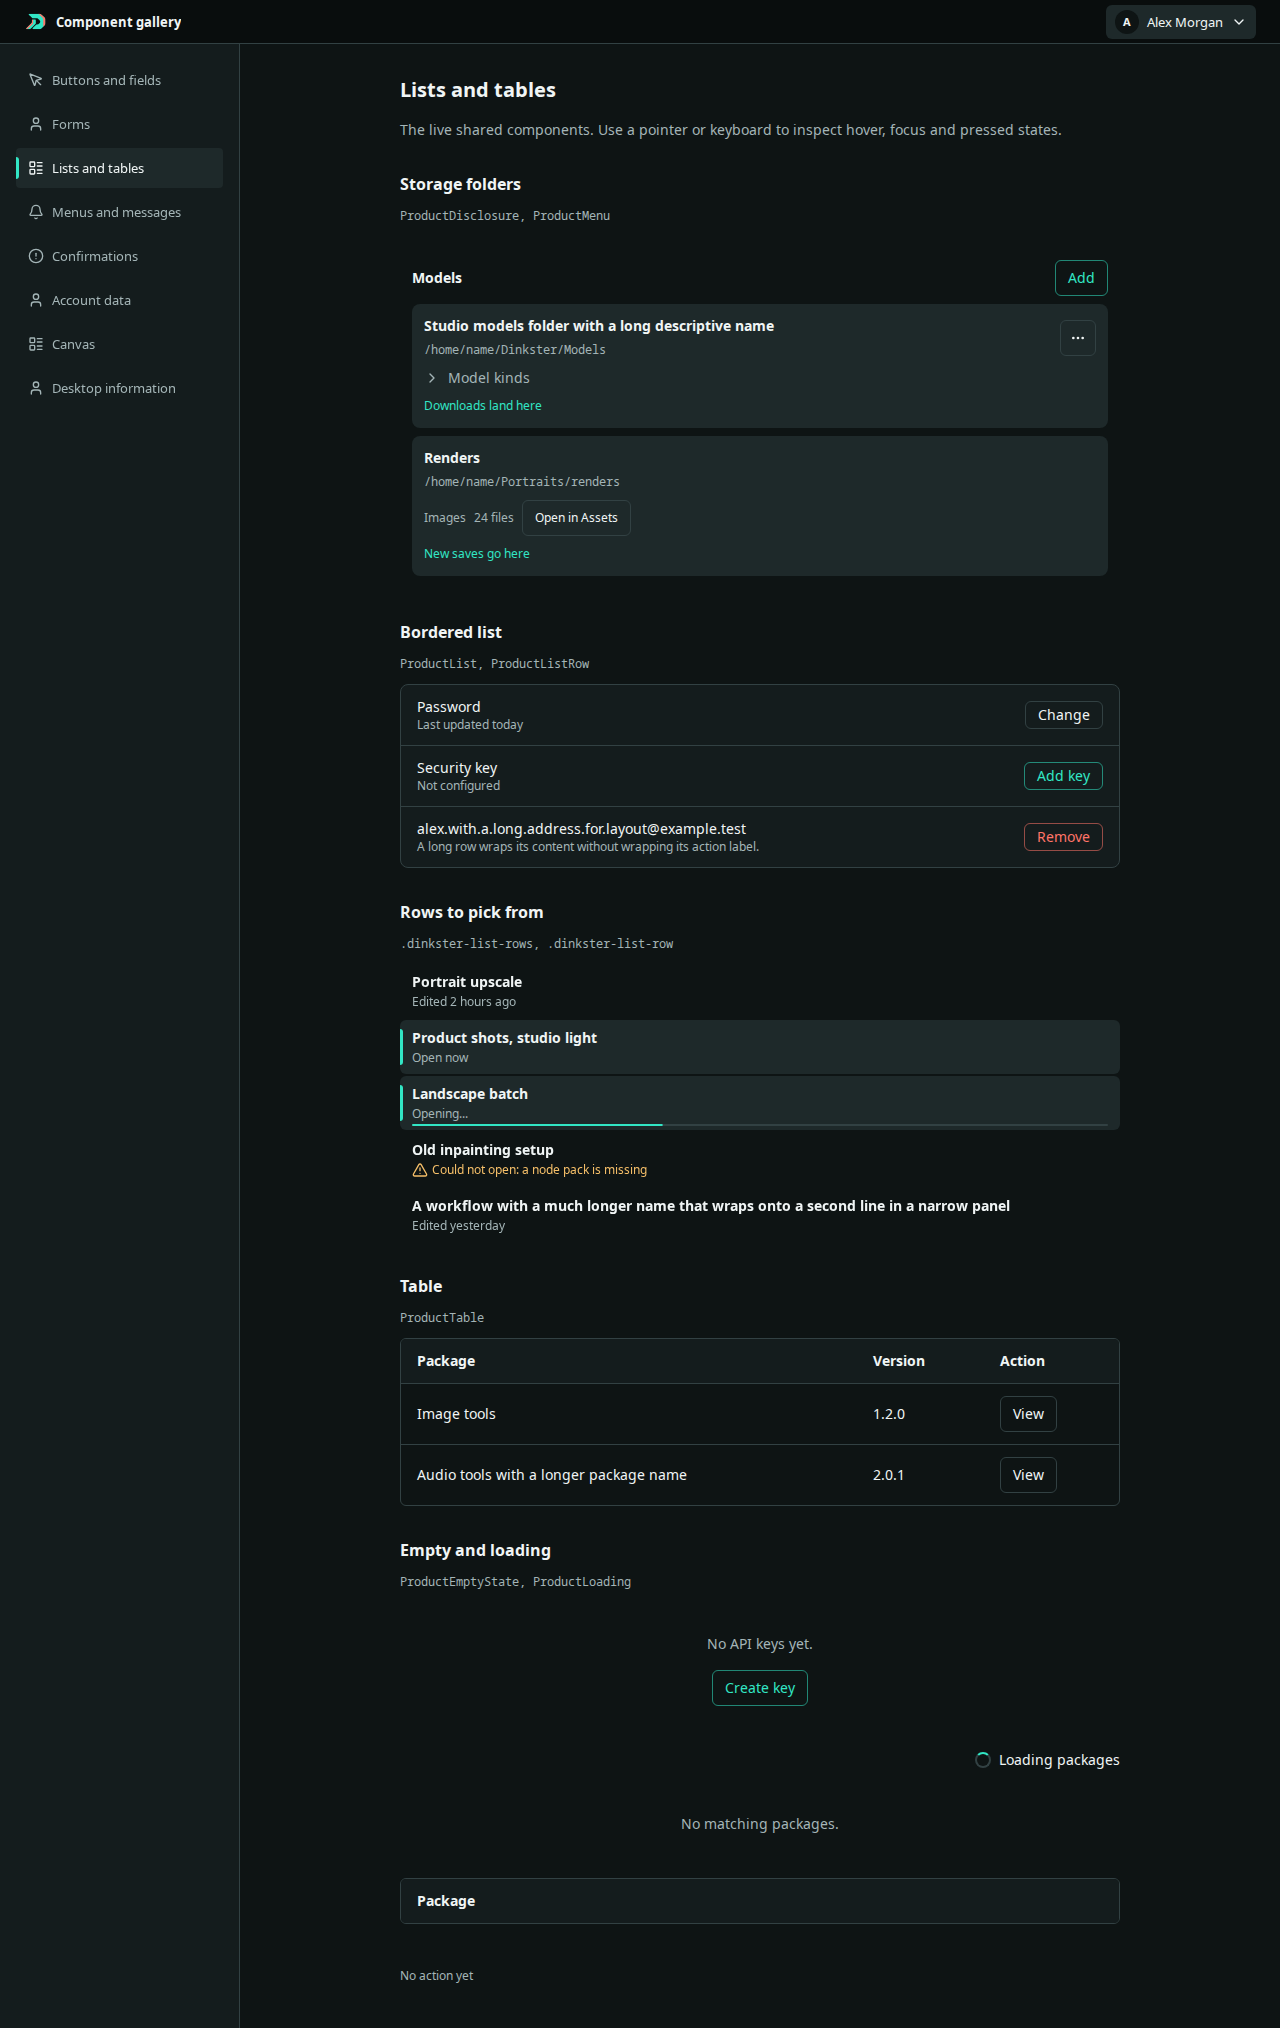 Component gallery
A
Alex Morgan
Buttons and fields
Forms
Lists and tables
Menus and messages
Confirmations
Account data
Canvas
Desktop information
Lists and tables
The live shared components. Use a pointer or keyboard to inspect hover, focus and pressed states.
Storage folders
ProductDisclosure, ProductMenu
Models
Add
Studio models folder with a long descriptive name
/home/name/Dinkster/Models
Model kinds
Downloads land here
Renders
/home/name/Portraits/renders
Images 24 files Open in Assets
New saves go here
Bordered list
ProductList, ProductListRow
Password
Last updated today
Change
Security key
Not configured
Add key
alex.with.a.long.address.for.layout@example.test
A long row wraps its content without wrapping its action label.
Remove
Rows to pick from
.dinkster-list-rows, .dinkster-list-row
Portrait upscale
Edited 2 hours ago
Product shots, studio light
Open now
Landscape batch
Opening...
Old inpainting setup
Could not open: a node pack is missing
A workflow with a much longer name that wraps onto a second line in a narrow panel
Edited yesterday
Table
ProductTable
Package Version Action
Image tools 1.2.0 View
Audio tools with a longer package name 2.0.1 View
Empty and loading
ProductEmptyState, ProductLoading
No API keys yet.
Create key
Loading packages
No matching packages.
Package
No action yet